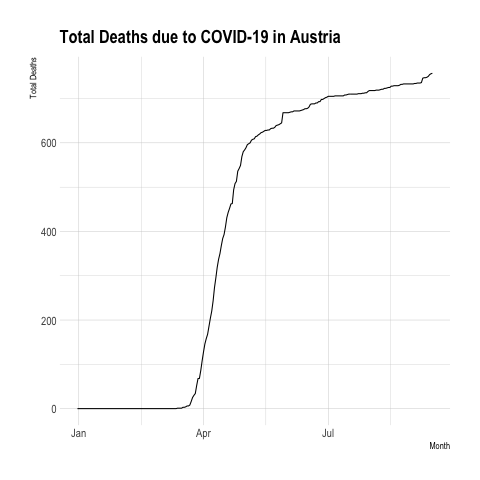 Total Deaths due to COVID-19 in Austria
Total Deaths
600
400
200
0
Jan Apr Jul
Month